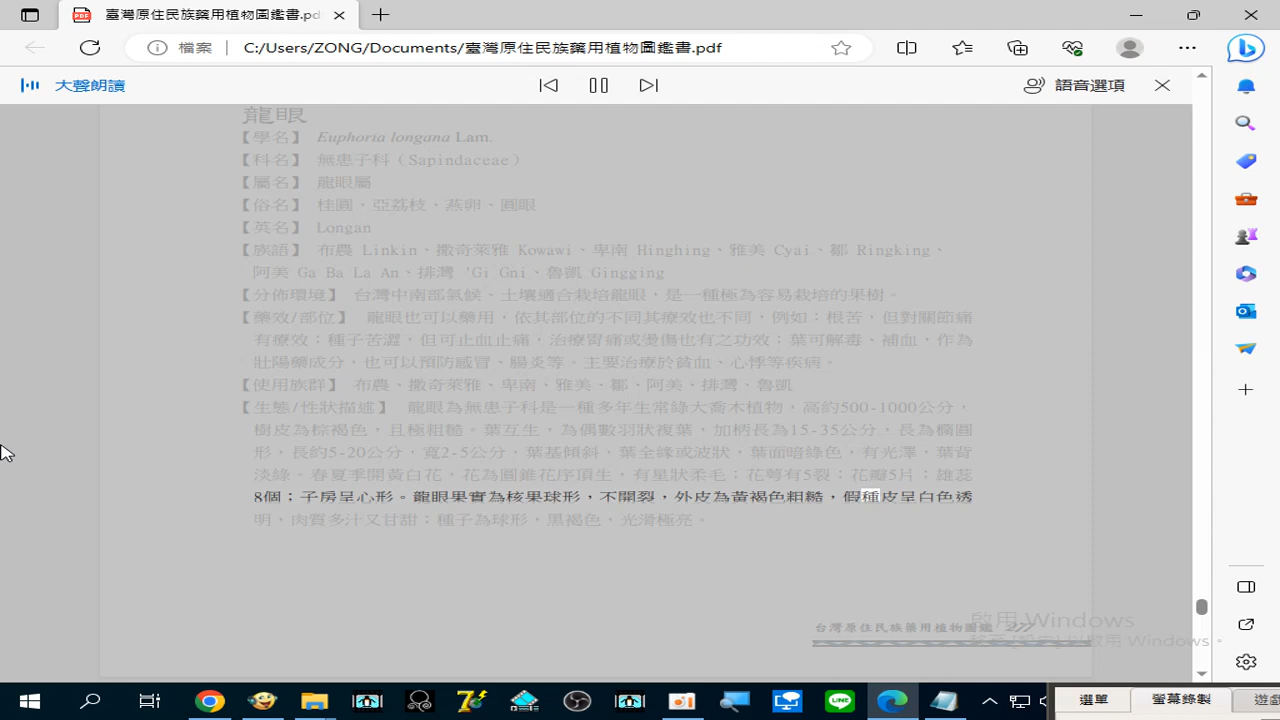 臺灣原住民族藥用植物圖鑑書.pd
檔案 C:/Users/ZONG/Documents/臺灣原住民族藥用植物圖鑑書.pdf
大聲朗讀
語音選項
龍眼
【學名】 Euphoria longana Lam.
【科名】 無患子科（Sapindaceae）
【屬名】 龍眼屬
【俗名】 桂圓、亞荔枝、燕卵、圓眼
【英名】 Longan
【族語】 布農 Linkin、撒奇萊雅 Kowawi、卑南 Hinghing、雅美 Cyai、鄒 Ringking、
阿美 Ga Ba La An、排灣 'Gi Gni、魯凱 Gingging
【分佈環境】 台灣中南部氣候、土壤適合栽培龍眼，是一種極為容易栽培的果樹。
【藥效/部位】 龍眼也可以藥用，依其部位的不同其療效也不同，例如：根苦，但對關節痛
有療效；種子苦澀，但可止血止痛，治療胃痛或燙傷也有之功效；葉可解毒、補血，作為
壯陽藥成分，也可以預防感冒、腸炎等。主要治療於貧血、心悸等疾病。
【使用族群】 布農、撒奇萊雅、卑南、雅美、鄒、阿美、排灣、魯凱
【生態/性狀描述】 龍眼為無患子科是一種多年生常綠大喬木植物，高約500-1000公分，
樹皮為棕褐色，且極粗糙。葉互生，為偶數羽狀複葉，加柄長為15-35公分，長為橢圓
形，長約5-20公分，寬2-5公分，葉基傾斜，葉全緣或波狀，葉面暗綠色，有光澤，葉背
淡綠。春夏季開黃白花，花為圓錐花序頂生，有星狀柔毛；花萼有5裂；花瓣5片；雄蕊
8個；子房呈心形。龍眼果實為核果球形，不開裂，外皮為黃褐色粗糙，假種皮呈白色透
明，肉質多汁又甘甜；種子為球形，黑褐色，光滑極亮。
台灣原住民族藥用植物圖鑑 277
啟用 Windows
移至 [設定] 以啟用 Windows。
選單 螢幕錄製 遊戲